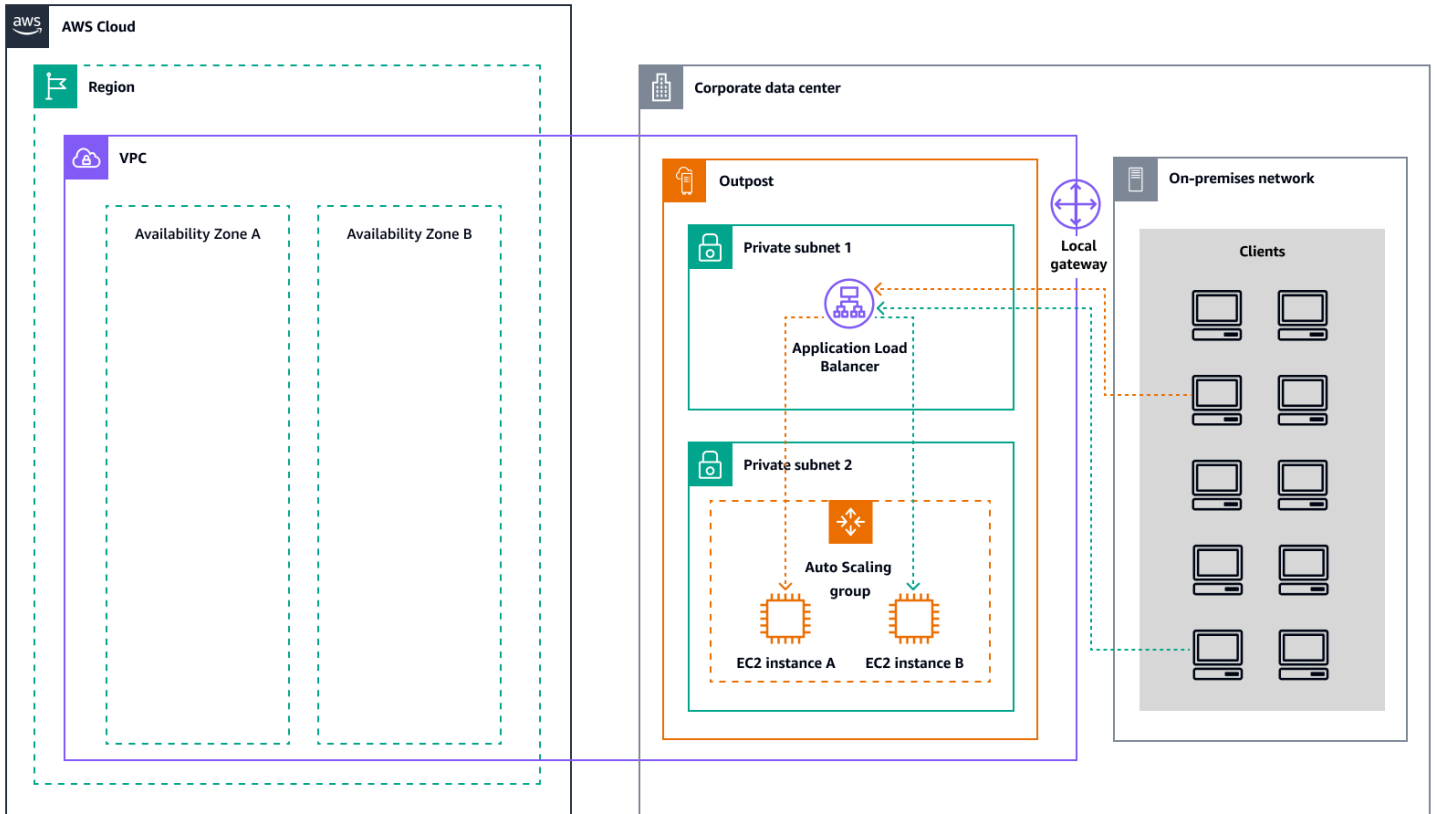 aws
AWS Cloud
Region
Corporate data center
VPC
Outpost
On-premises network
Availability Zone A
Availability Zone B
Private subnet 1
Local
gateway
Clients
Application Load
Balancer
Private subnet 2
Auto Scaling
group
EC2 instance A
EC2 instance B